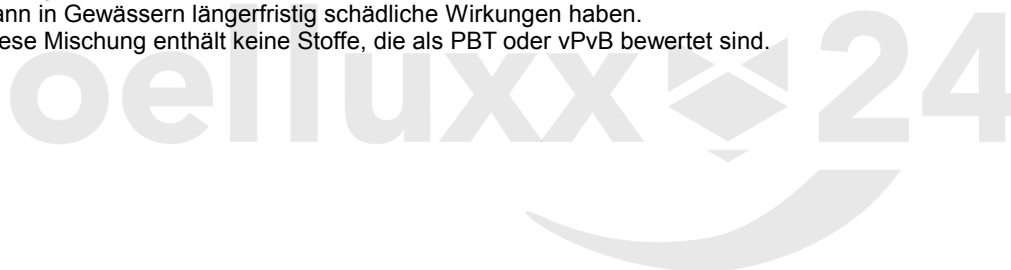 ann in Gewässern längerfristig schädliche Wirkungen haben.
ese Mischung enthält keine Stoffe, die als PBT oder vPvB bewertet sind.
oelluxx 24